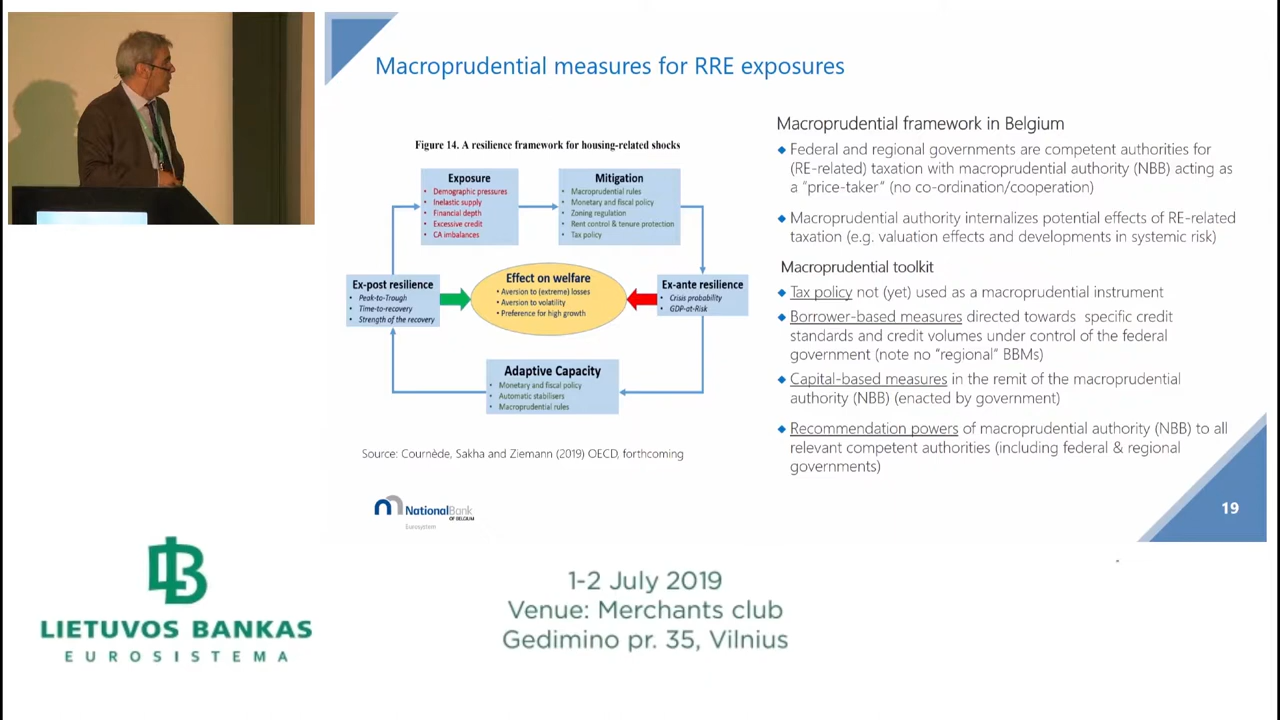 Macroprudential measures for RRE exposures
Figure 14. A resilience framework for housing-related shocks
Exposure
• Demographic pressures
• Inelastic supply
• Financial depth
• Excessive credit
• CA imbalances
Mitigation
• Macroprudential rules
• Monetary and fiscal policy
• Zoning regulation
• Rent control & tenure protection
• Tax policy
Ex-post resilience
• Peak-to-Trough
• Time-to-recovery
• Strength of the recovery
Effect on welfare
• Aversion to (extreme) losses
• Aversion to volatility
• Preference for high growth
Ex-ante resilience
• Crisis probability
• GDP-at-Risk
Adaptive Capacity
• Monetary and fiscal policy
• Automatic stabilisers
• Macroprudential rules
Source: Cournède, Sakha and Ziemann (2019) OECD, forthcoming
Macroprudential framework in Belgium
◆ Federal and regional governments are competent authorities for
(RE-related) taxation with macroprudential authority (NBB) acting as
a "price-taker" (no co-ordination/cooperation)
◆ Macroprudential authority internalizes potential effects of RE-related
taxation (e.g. valuation effects and developments in systemic risk)
Macroprudential toolkit
◆ Tax policy not (yet) used as a macroprudential instrument
◆ Borrower-based measures directed towards specific credit
standards and credit volumes under control of the federal
government (note no "regional" BBMs)
◆ Capital-based measures in the remit of the macroprudential
authority (NBB) (enacted by government)
◆ Recommendation powers of macroprudential authority (NBB) to all
relevant competent authorities (including federal & regional
governments)
NationalBank
OF BELGIUM
Eurosystem
19
LIETUVOS BANKAS
EUROSISTEMA
1-2 July 2019
Venue: Merchants club
Gedimino pr. 35, Vilnius